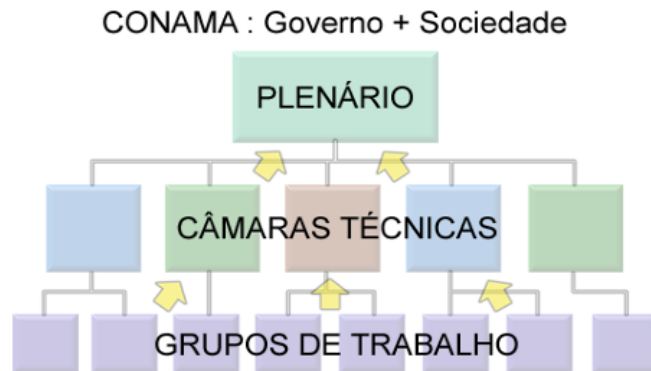 CONAMA : Governo + Sociedade
PLENÁRIO
CÂMARAS TÉCNICAS
GRUPOS DE TRABALHO